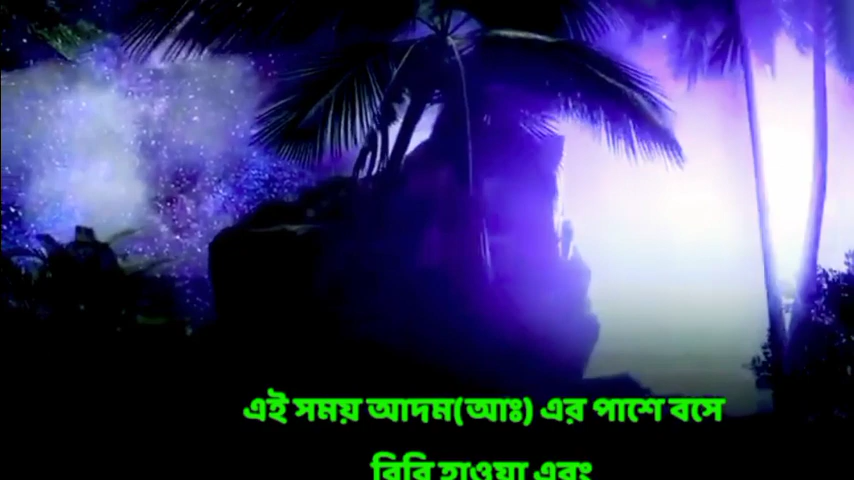 এই সময় আদম(আঃ) এর পাশে বসে
বিবি হাওয়া এবং